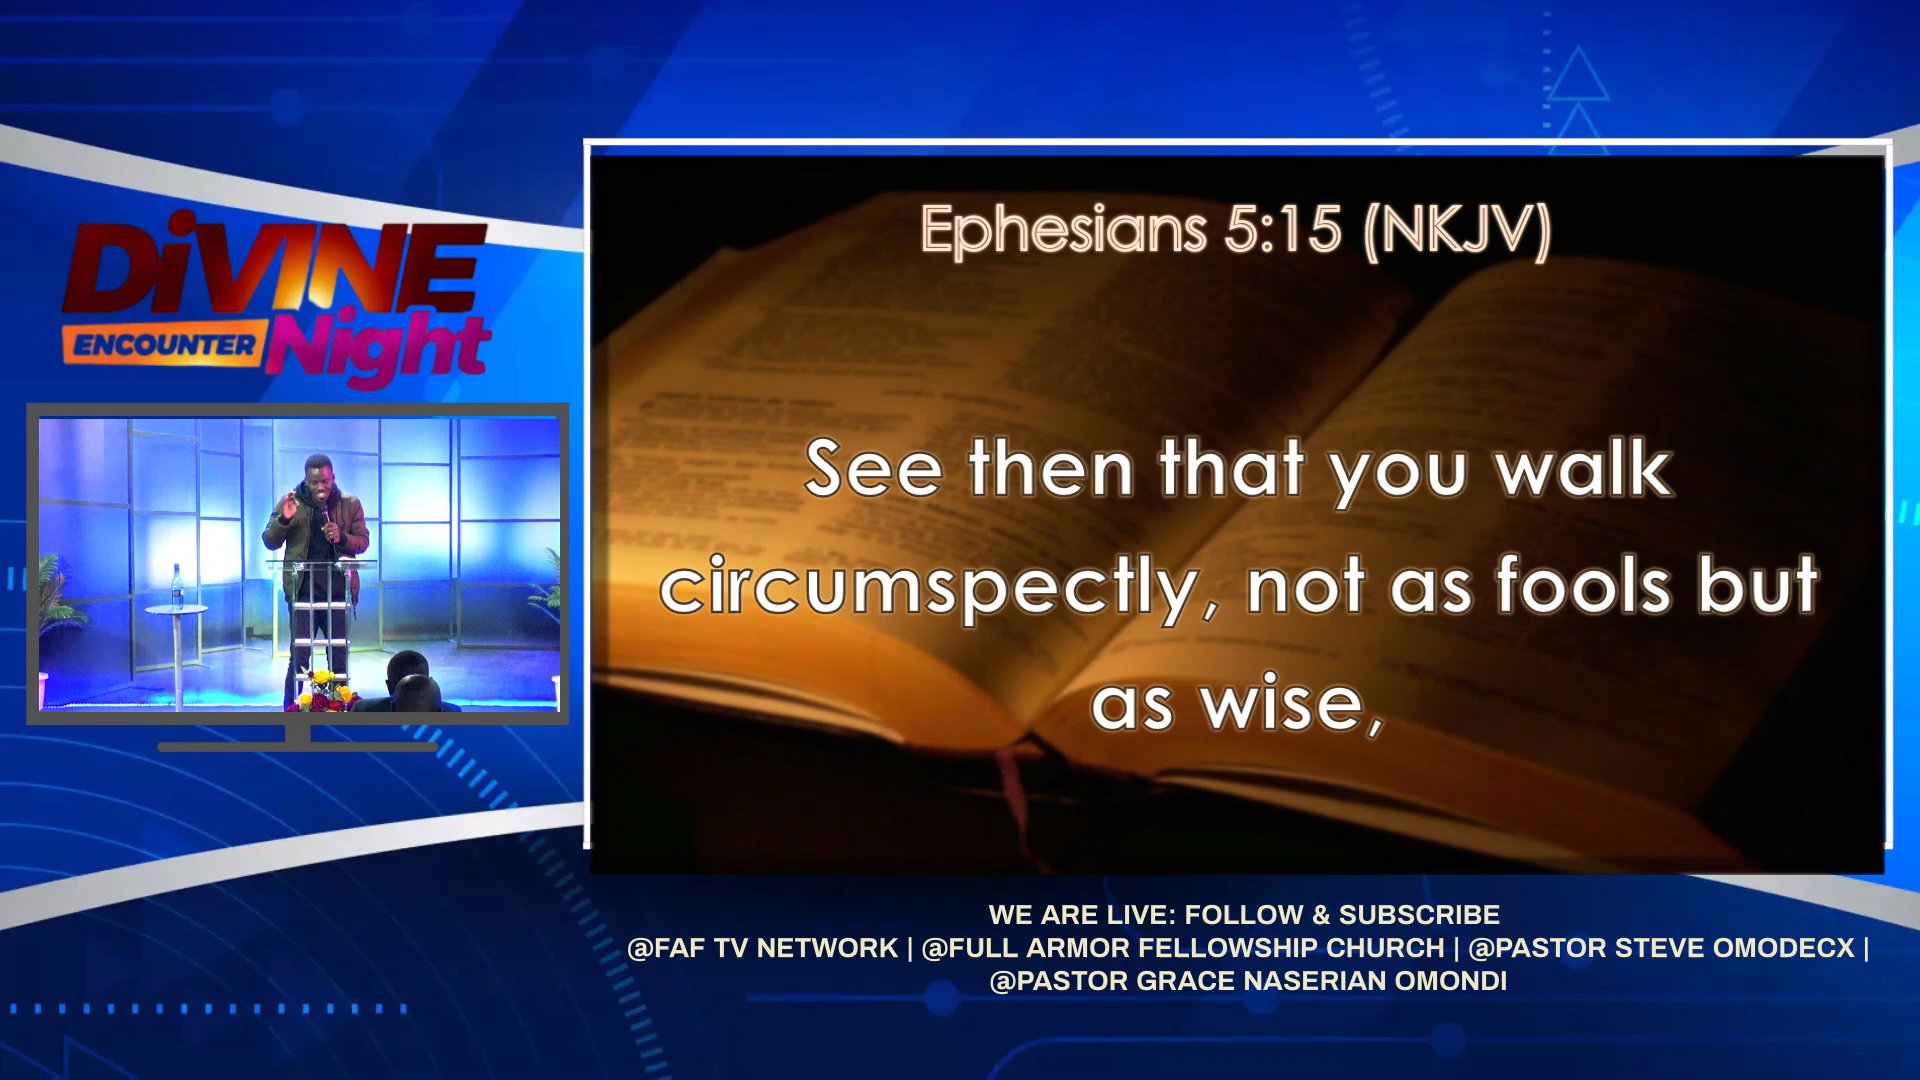 DiVINE
ENCOUNTER Night
Ephesians 5:15 (NKJV)
See then that you walk
circumspectly, not as fools but
as wise,
WE ARE LIVE: FOLLOW & SUBSCRIBE
@FAF TV NETWORK | @FULL ARMOR FELLOWSHIP CHURCH | @PASTOR STEVE OMODECX |
@PASTOR GRACE NASERIAN OMONDI